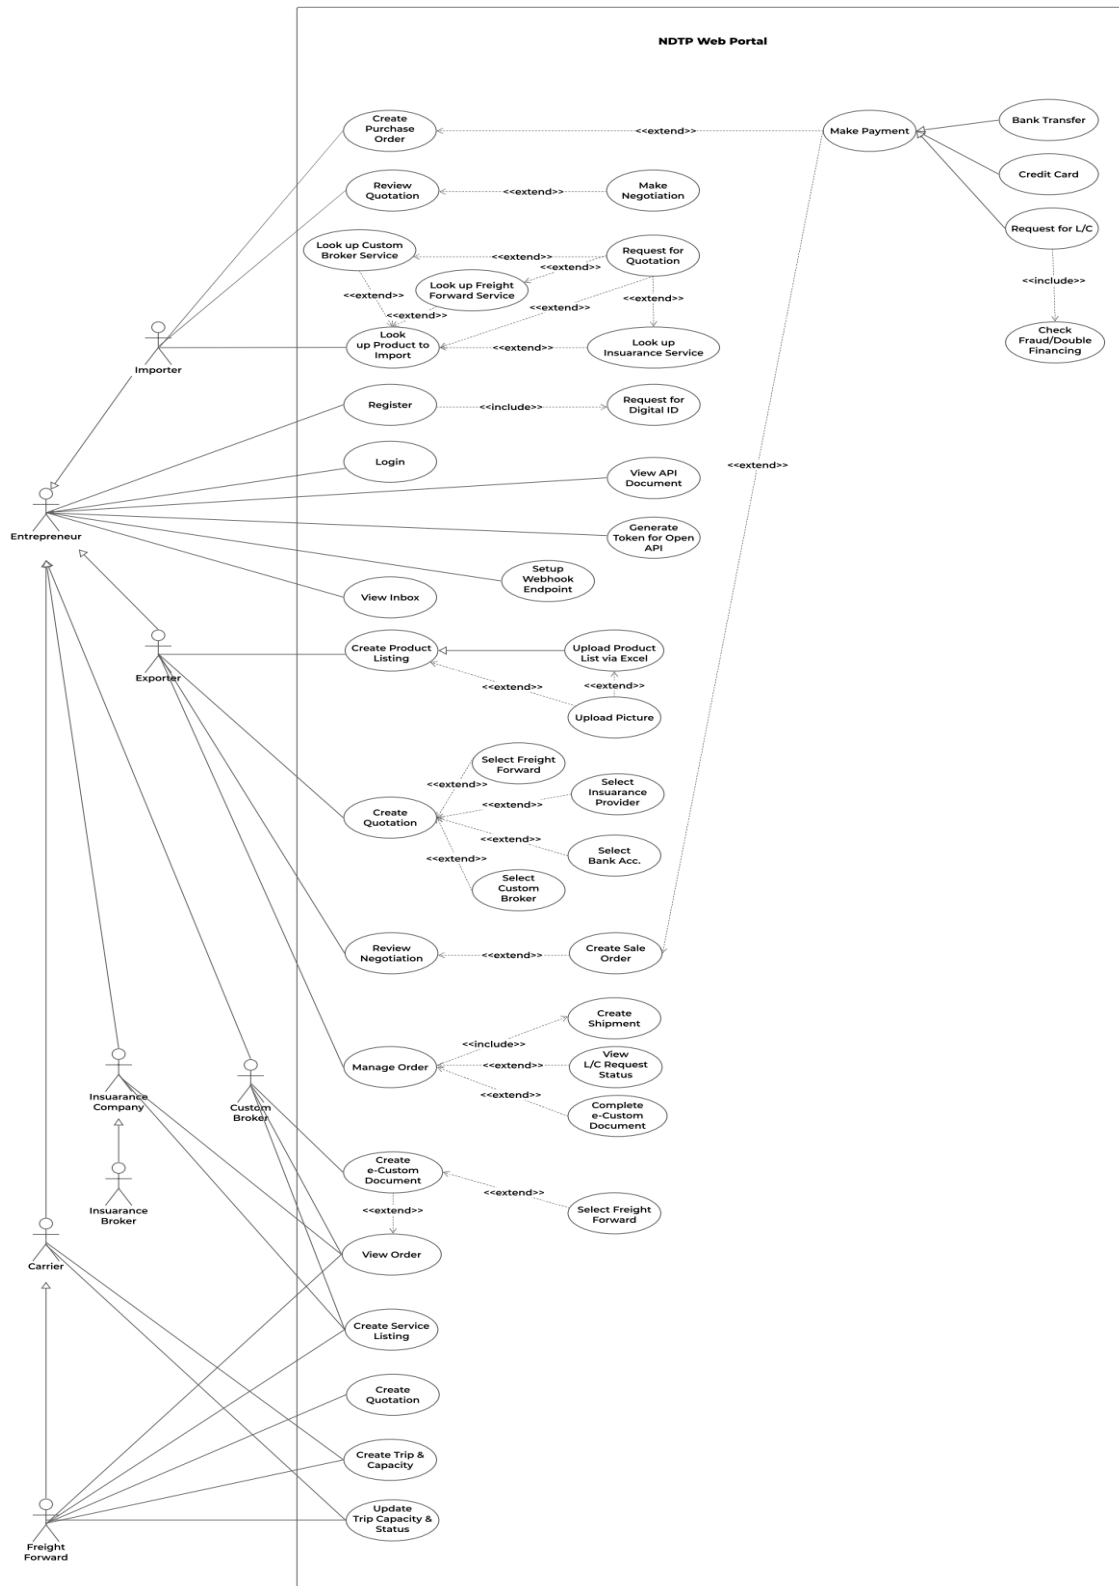 NDTP Web Portal
Create
Purchase
Order
<<extend>>
Make Payment
Bank Transfer
Credit Card
Request for L/C
<<include>>
Check
Fraud/Double
Financing
Review
Quotation
<<extend>>
Make
Negotiation
Look up Custom
Broker Service
<<extend>>
Request for
Quotation
<<extend>>
Look up Freight
Forward Service
<<extend>>
<<extend>>
<<extend>>
<<extend>>
Look
up Product to
Import
<<extend>>
Look up
Insuarance Service
Importer
Register
<<include>>
Request for
Digital ID
Login
<<extend>>
View API
Document
Entrepreneur
Generate
Token for Open
API
Setup
Webhook
Endpoint
View Inbox
Exporter
Create Product
Listing
Upload Product
List via Excel
<<extend>>
<<extend>>
Upload Picture
Select Freight
Forward
<<extend>>
Select
Insuarance
Provider
<<extend>>
Create
Quotation
<<extend>>
Select
Bank Acc.
<<extend>>
Select
Custom
Broker
Review
Negotiation
<<extend>>
Create Sale
Order
Create
Shipment
<<include>>
Manage Order
<<extend>>
View
L/C Request
Status
<<extend>>
Complete
e-Custom
Document
Insuarance
Company
Custom
Broker
Insuarance
Broker
Create
e-Custom
Document
<<extend>>
<<extend>>
Select Freight
Forward
View Order
Carrier
Create Service
Listing
Create
Quotation
Create Trip &
Capacity
Update
Trip Capacity &
Status
Freight
Forward